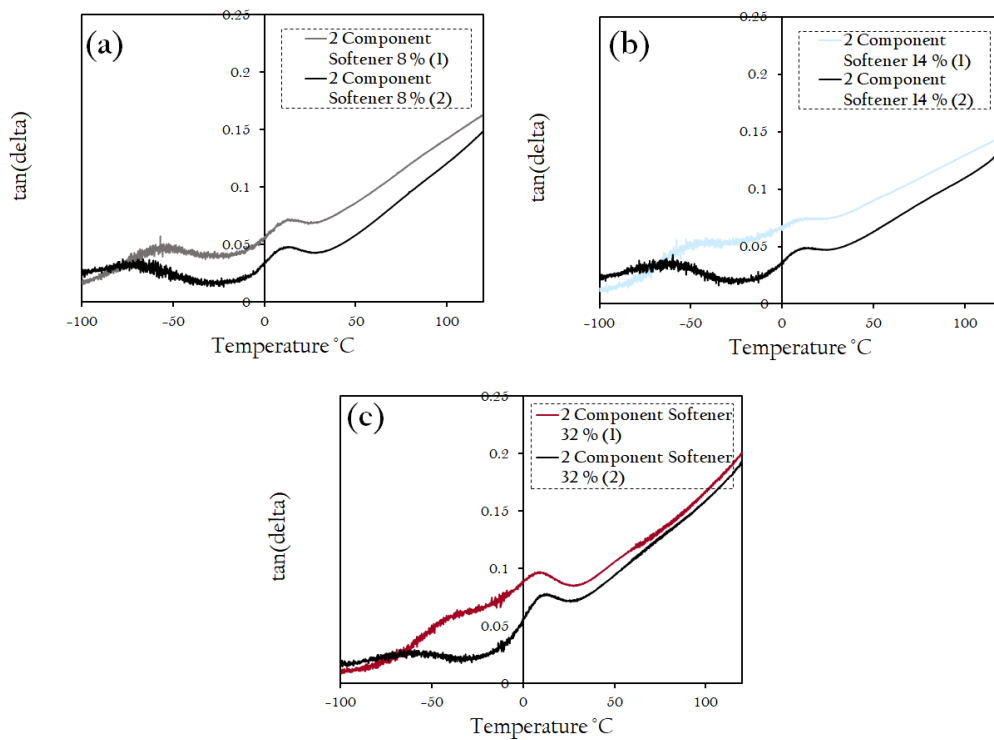 (a)
0.25
2 Component
Softener 8 % (1)
2 Component
Softener 8 % (2)
0.2
0.15
0.1
0.05
0
tan(delta)
-100
-50
0
50
100
Temperature °C
(b)
0.25
2 Component
Softener 14 % (1)
2 Component
Softener 14 % (2)
0.2
0.15
0.1
0.05
0
tan(delta)
-100
-50
0
50
100
Temperature °C
(c)
0.25
2 Component Softener
32 % (1)
2 Component Softener
32 % (2)
0.2
0.15
0.1
0.05
0
tan(delta)
-100
-50
0
50
100
Temperature °C